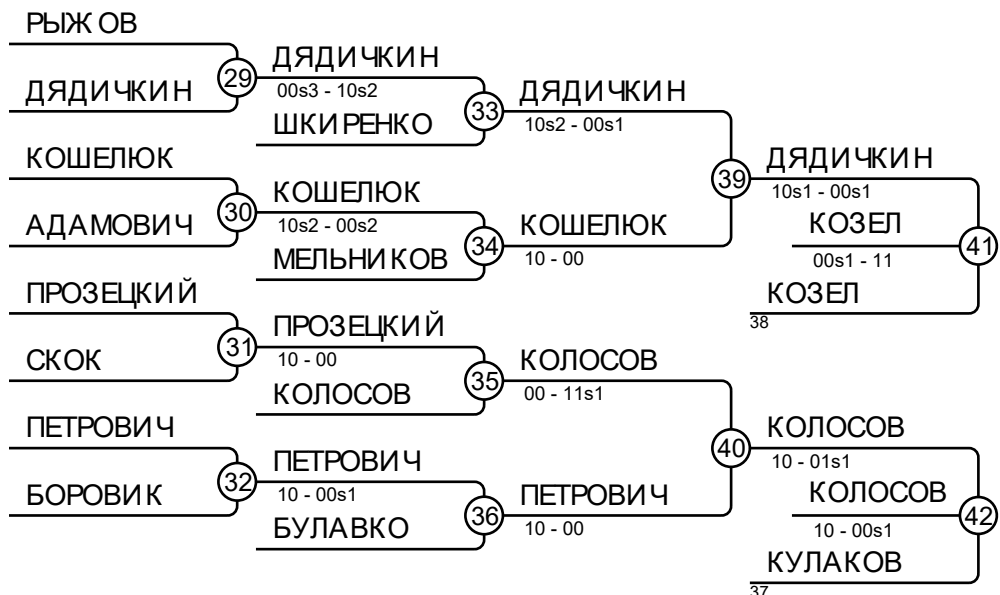 РЫЖОВ
29
ДЯДИЧКИН
ДЯДИЧКИН
00s3 - 10s2
ШКИРЕНКО
33
ДЯДИЧКИН
10s2 - 00s1
КОШЕЛЮК
30
АДАМОВИЧ
КОШЕЛЮК
10s2 - 00s2
МЕЛЬНИКОВ
34
КОШЕЛЮК
10 - 00
39
ДЯДИЧКИН
10s1 - 00s1
КОЗЕЛ
00s1 - 11
41
КОЗЕЛ
38
ПРОЗЕЦКИЙ
31
СКОК
ПРОЗЕЦКИЙ
10 - 00
КОЛОСОВ
35
КОЛОСОВ
00 - 11s1
ПЕТРОВИЧ
32
БОРОВИК
ПЕТРОВИЧ
10 - 00s1
БУЛАВКО
36
ПЕТРОВИЧ
10 - 00
40
КОЛОСОВ
10 - 01s1
КОЛОСОВ
10 - 00s1
42
КУЛАКОВ
37